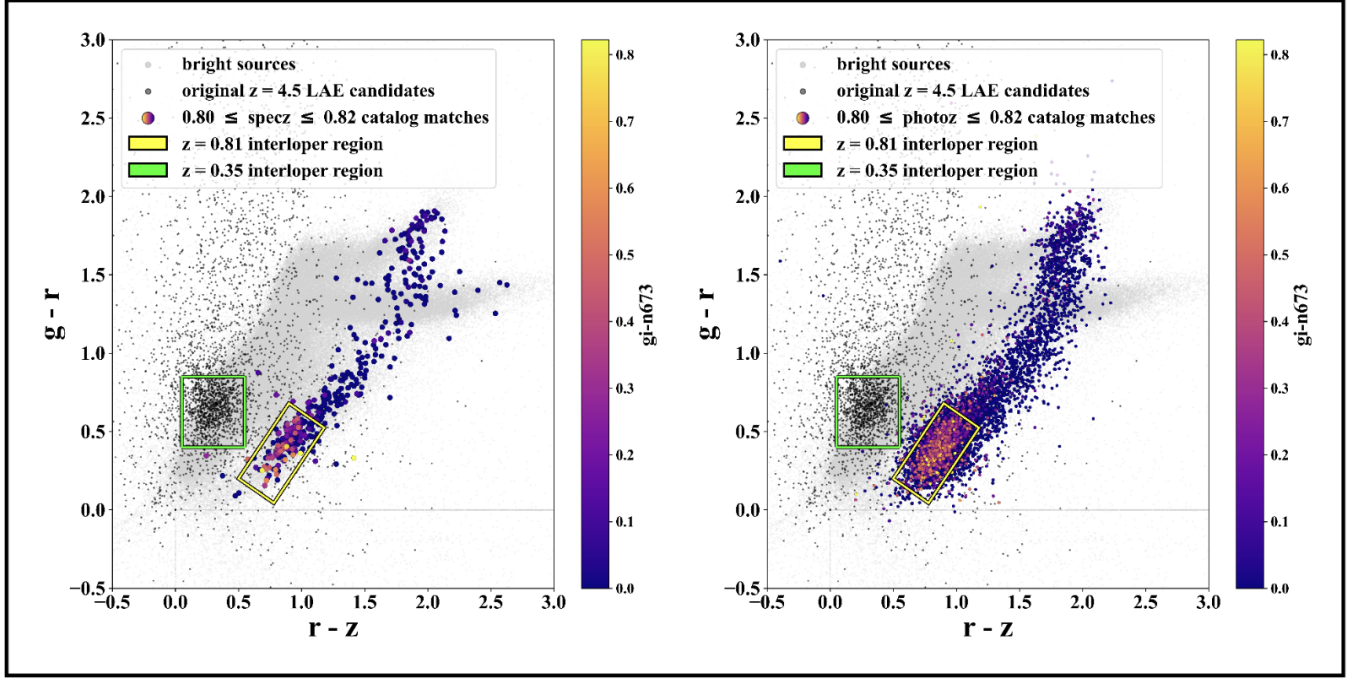 3.0
2.5
2.0
1.5
1.0
0.5
0.0
−0.5
g - r
bright sources
original z = 4.5 LAE candidates
0.80 ≤ specz ≤ 0.82 catalog matches
z = 0.81 interloper region
z = 0.35 interloper region
−0.5 0.0 0.5 1.0 1.5 2.0 2.5 3.0
r - z
0.8
0.7
0.6
0.5
0.4
0.3
0.2
0.1
0.0
gi-n673
3.0
2.5
2.0
1.5
1.0
0.5
0.0
−0.5
g - r
bright sources
original z = 4.5 LAE candidates
0.80 ≤ photoz ≤ 0.82 catalog matches
z = 0.81 interloper region
z = 0.35 interloper region
−0.5 0.0 0.5 1.0 1.5 2.0 2.5 3.0
r - z
0.8
0.7
0.6
0.5
0.4
0.3
0.2
0.1
0.0
gi-n673